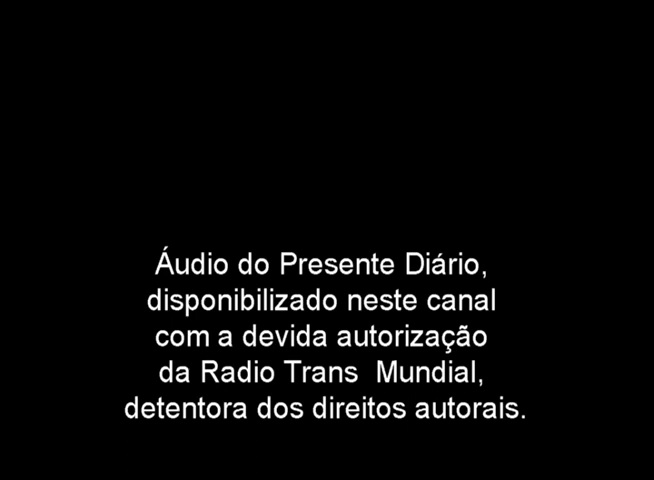 Áudio do Presente Diário,
disponibilizado neste canal
com a devida autorização
da Radio Trans  Mundial,
detentora dos direitos autorais.